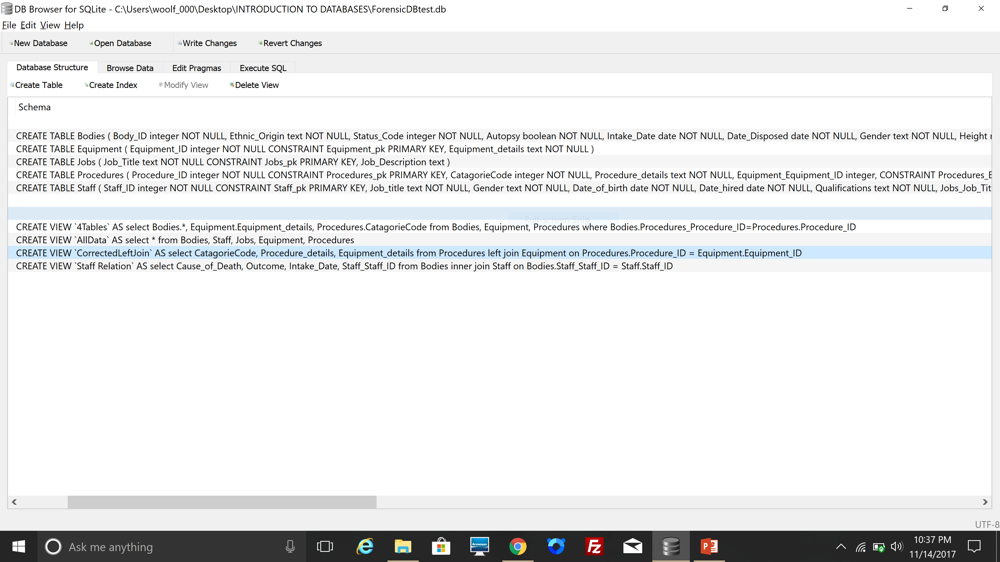 DB Browser for SQLite - C:\Users\woolf_000\Desktop\INTRODUCTION TO DATABASES\ForensicDBtest.db
File Edit View Help
New Database Open Database Write Changes Revert Changes
Database Structure Browse Data Edit Pragmas Execute SQL
Create Table Create Index Modify View Delete View
Schema
CREATE TABLE Bodies ( Body_ID integer NOT NULL, Ethnic_Origin text NOT NULL, Status_Code integer NOT NULL, Autopsy boolean NOT NULL, Intake_Date date NOT NULL, Date_Disposed date NOT NULL, Gender text NOT NULL, Height r
CREATE TABLE Equipment ( Equipment_ID integer NOT NULL CONSTRAINT Equipment_pk PRIMARY KEY, Equipment_details text NOT NULL )
CREATE TABLE Jobs ( Job_Title text NOT NULL CONSTRAINT Jobs_pk PRIMARY KEY, Job_Description text )
CREATE TABLE Procedures ( Procedure_ID integer NOT NULL CONSTRAINT Procedures_pk PRIMARY KEY, CatagorieCode integer NOT NULL, Procedure_details text NOT NULL, Equipment_Equipment_ID integer, CONSTRAINT Procedures_E
CREATE TABLE Staff ( Staff_ID integer NOT NULL CONSTRAINT Staff_pk PRIMARY KEY, Job_title text NOT NULL, Gender text NOT NULL, Date_of_birth date NOT NULL, Date_hired date NOT NULL, Qualifications text NOT NULL, Jobs_Job_Tit
Full-screen Snip
CREATE VIEW `4Tables` AS select Bodies.*, Equipment.Equipment_details, Procedures.CatagorieCode from Bodies, Equipment, Procedures where Bodies.Procedures_Procedure_ID=Procedures.Procedure_ID
CREATE VIEW `AllData` AS select * from Bodies, Staff, Jobs, Equipment, Procedures
CREATE VIEW `CorrectedLeftJoin` AS select CatagorieCode, Procedure_details, Equipment_details from Procedures left join Equipment on Procedures.Procedure_ID = Equipment.Equipment_ID
CREATE VIEW `Staff Relation` AS select Cause_of_Death, Outcome, Intake_Date, Staff_Staff_ID from Bodies inner join Staff on Bodies.Staff_Staff_ID = Staff.Staff_ID
UTF-8
Ask me anything
lenovo
Fz
P
10:37 PM
11/14/2017